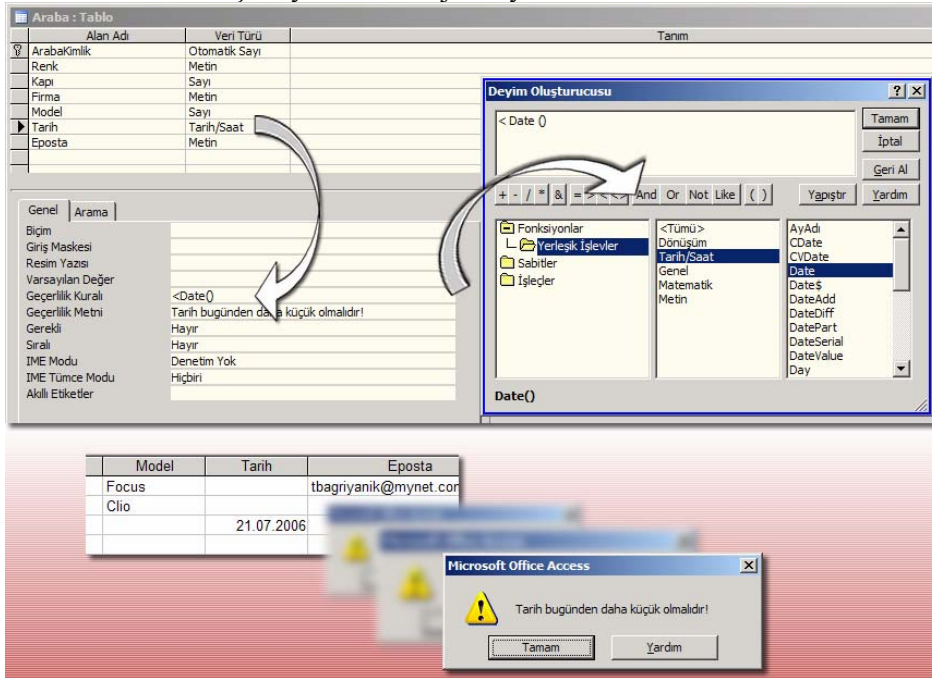 Araba : Tablo
Alan Adı Veri Türü Tanım
ArabaKimlik Otomatik Sayı
Renk Metin
Kapı Sayı
Firma Metin
Model Sayı
Tarih Tarih/Saat
Eposta Metin
Genel Arama
Biçim
Giriş Maskesi
Resim Yazısı
Varsayılan Değer
Geçerlilik Kuralı <Date()
Geçerlilik Metni Tarih bugünden daha küçük olmalıdır!
Gerekli Hayır
Sıralı Hayır
IME Modu Denetim Yok
IME Tümce Modu Hiçbiri
Akıllı Etiketler
Deyim Oluşturucusu
< Date ()
Tamam
İptal
Geri Al
+ - / * & = > < <> And Or Not Like ( ) Yapıştır Yardım
Fonksiyonlar <Tümü> AyAdı
Yerleşik İşlevler Dönüşüm CDate
Sabitler Tarih/Saat CVDate
İşleçler Genel Date
Matematik Date$
Metin DateAdd
DateDiff
DatePart
DateSerial
DateValue
Day
Date()
Model Tarih Eposta
Focus tbagriyanik@mynet.com
Clio
21.07.2006
Microsoft Office Access
Tarih bugünden daha küçük olmalıdır!
Tamam Yardım